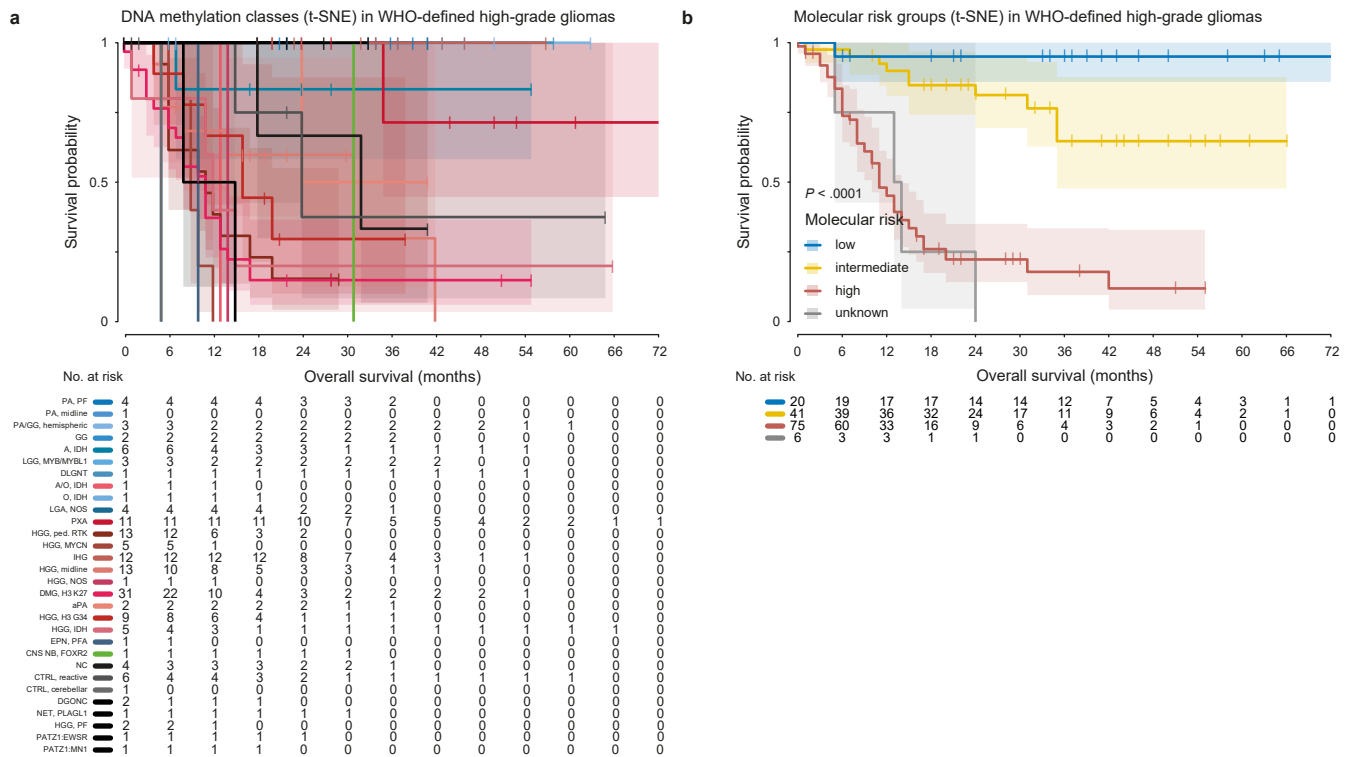 a
DNA methylation classes (t-SNE) in WHO-defined high-grade gliomas
1
0.5
0
Survival probability
0 6 12 18 24 30 36 42 48 54 60 66 72
No. at risk
Overall survival (months)
PA, PF 4 4 4 4 3 3 2 0 0 0 0 0 0
PA, midline 1 0 0 0 0 0 0 0 0 0 0 0 0
PA/GG, hemispheric 3 3 2 2 2 2 2 2 2 1 1 0 0
GG 2 2 2 2 2 2 2 0 0 0 0 0 0
A, IDH 6 6 4 3 3 1 1 1 1 1 0 0 0
LGG, MYB/MYBL1 3 3 2 2 2 2 2 2 0 0 0 0 0
DLGNT 1 1 1 1 1 1 1 1 1 1 0 0 0
A/O, IDH 1 1 1 0 0 0 0 0 0 0 0 0 0
O, IDH 1 1 1 1 0 0 0 0 0 0 0 0 0
LGA, NOS 4 4 4 4 2 2 1 0 0 0 0 0 0
PXA 11 11 11 11 10 7 5 5 4 2 2 1 1
HGG, ped. RTK 13 12 6 3 2 0 0 0 0 0 0 0 0
HGG, MYCN 5 5 1 0 0 0 0 0 0 0 0 0 0
IHG 12 12 12 12 8 7 4 3 1 1 0 0 0
HGG, midline 13 10 8 5 3 3 1 1 0 0 0 0 0
HGG, NOS 1 1 1 0 0 0 0 0 0 0 0 0 0
DMG, H3 K27 31 22 10 4 3 2 2 2 2 1 0 0 0
aPA 2 2 2 2 2 1 1 0 0 0 0 0 0
HGG, H3 G34 9 8 6 4 1 1 1 0 0 0 0 0 0
HGG, IDH 5 4 3 1 1 1 1 1 1 1 1 1 0
EPN, PFA 1 1 0 0 0 0 0 0 0 0 0 0 0
CNS NB, FOXR2 1 1 1 1 1 1 0 0 0 0 0 0 0
NC 4 3 3 3 2 2 1 0 0 0 0 0 0
CTRL, reactive 6 4 4 3 2 1 1 1 1 1 1 0 0
CTRL, cerebellar 1 0 0 0 0 0 0 0 0 0 0 0 0
DGONC 2 1 1 1 0 0 0 0 0 0 0 0 0
NET, PLAGL1 1 1 1 1 1 1 0 0 0 0 0 0 0
HGG, PF 2 2 1 0 0 0 0 0 0 0 0 0 0
PATZ1:EWSR 1 1 1 1 1 0 0 0 0 0 0 0 0
PATZ1:MN1 1 1 1 1 0 0 0 0 0 0 0 0 0
b
Molecular risk groups (t-SNE) in WHO-defined high-grade gliomas
1
0.5
0
Survival probability
P < .0001
Molecular risk
low
intermediate
high
unknown
0 6 12 18 24 30 36 42 48 54 60 66 72
No. at risk
Overall survival (months)
20 19 17 17 14 14 12 7 5 4 3 1 1
41 39 36 32 24 17 11 9 6 4 2 1 0
75 60 33 16 9 6 4 3 2 1 0 0 0
6 3 3 1 1 0 0 0 0 0 0 0 0